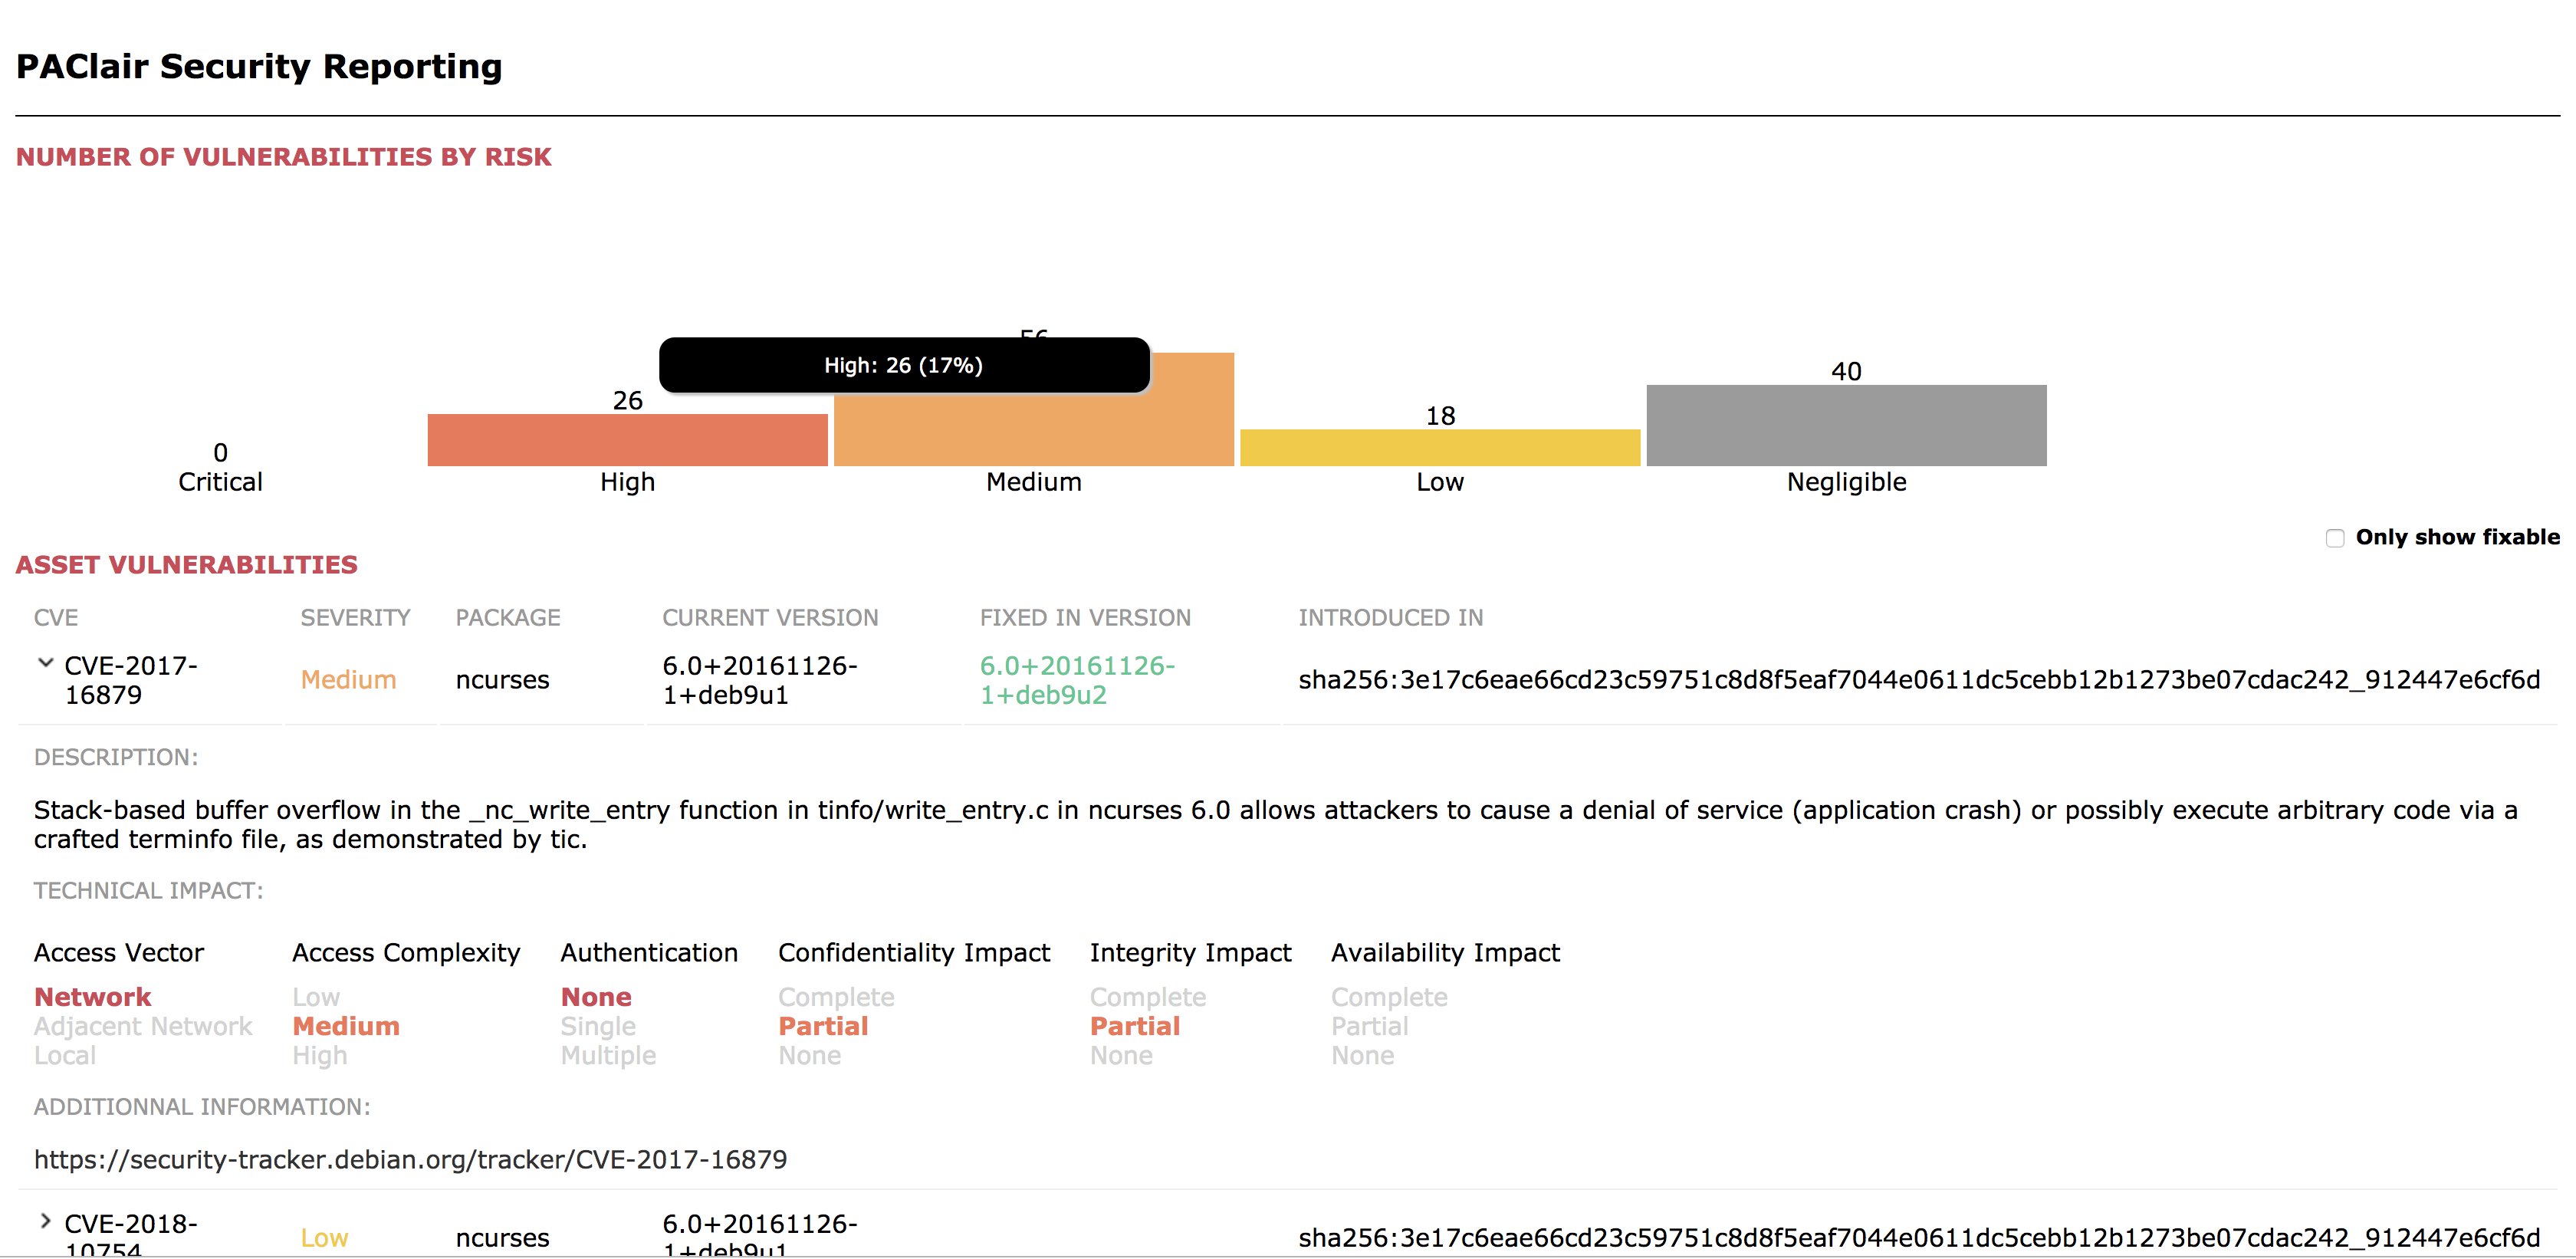 PAClair Security Reporting
NUMBER OF VULNERABILITIES BY RISK
56
High: 26 (17%)
26
40
18
0
Critical
High
Medium
Low
Negligible
Only show fixable
ASSET VULNERABILITIES
CVE SEVERITY PACKAGE CURRENT VERSION FIXED IN VERSION INTRODUCED IN
CVE-2017-
16879
Medium
ncurses
6.0+20161126-
1+deb9u1
6.0+20161126-
1+deb9u2
sha256:3e17c6eae66cd23c59751c8d8f5eaf7044e0611dc5cebb12b1273be07cdac242_912447e6cf6d
DESCRIPTION:
Stack-based buffer overflow in the _nc_write_entry function in tinfo/write_entry.c in ncurses 6.0 allows attackers to cause a denial of service (application crash) or possibly execute arbitrary code via a
crafted terminfo file, as demonstrated by tic.
TECHNICAL IMPACT:
Access Vector Access Complexity Authentication Confidentiality Impact Integrity Impact Availability Impact
Network Low None Complete Complete Complete
Adjacent Network Medium Single Partial Partial Partial
Local High Multiple None None None
ADDITIONNAL INFORMATION:
https://security-tracker.debian.org/tracker/CVE-2017-16879
CVE-2018-
10754
Low
ncurses
6.0+20161126-
1+deb9u1
sha256:3e17c6eae66cd23c59751c8d8f5eaf7044e0611dc5cebb12b1273be07cdac242_912447e6cf6d